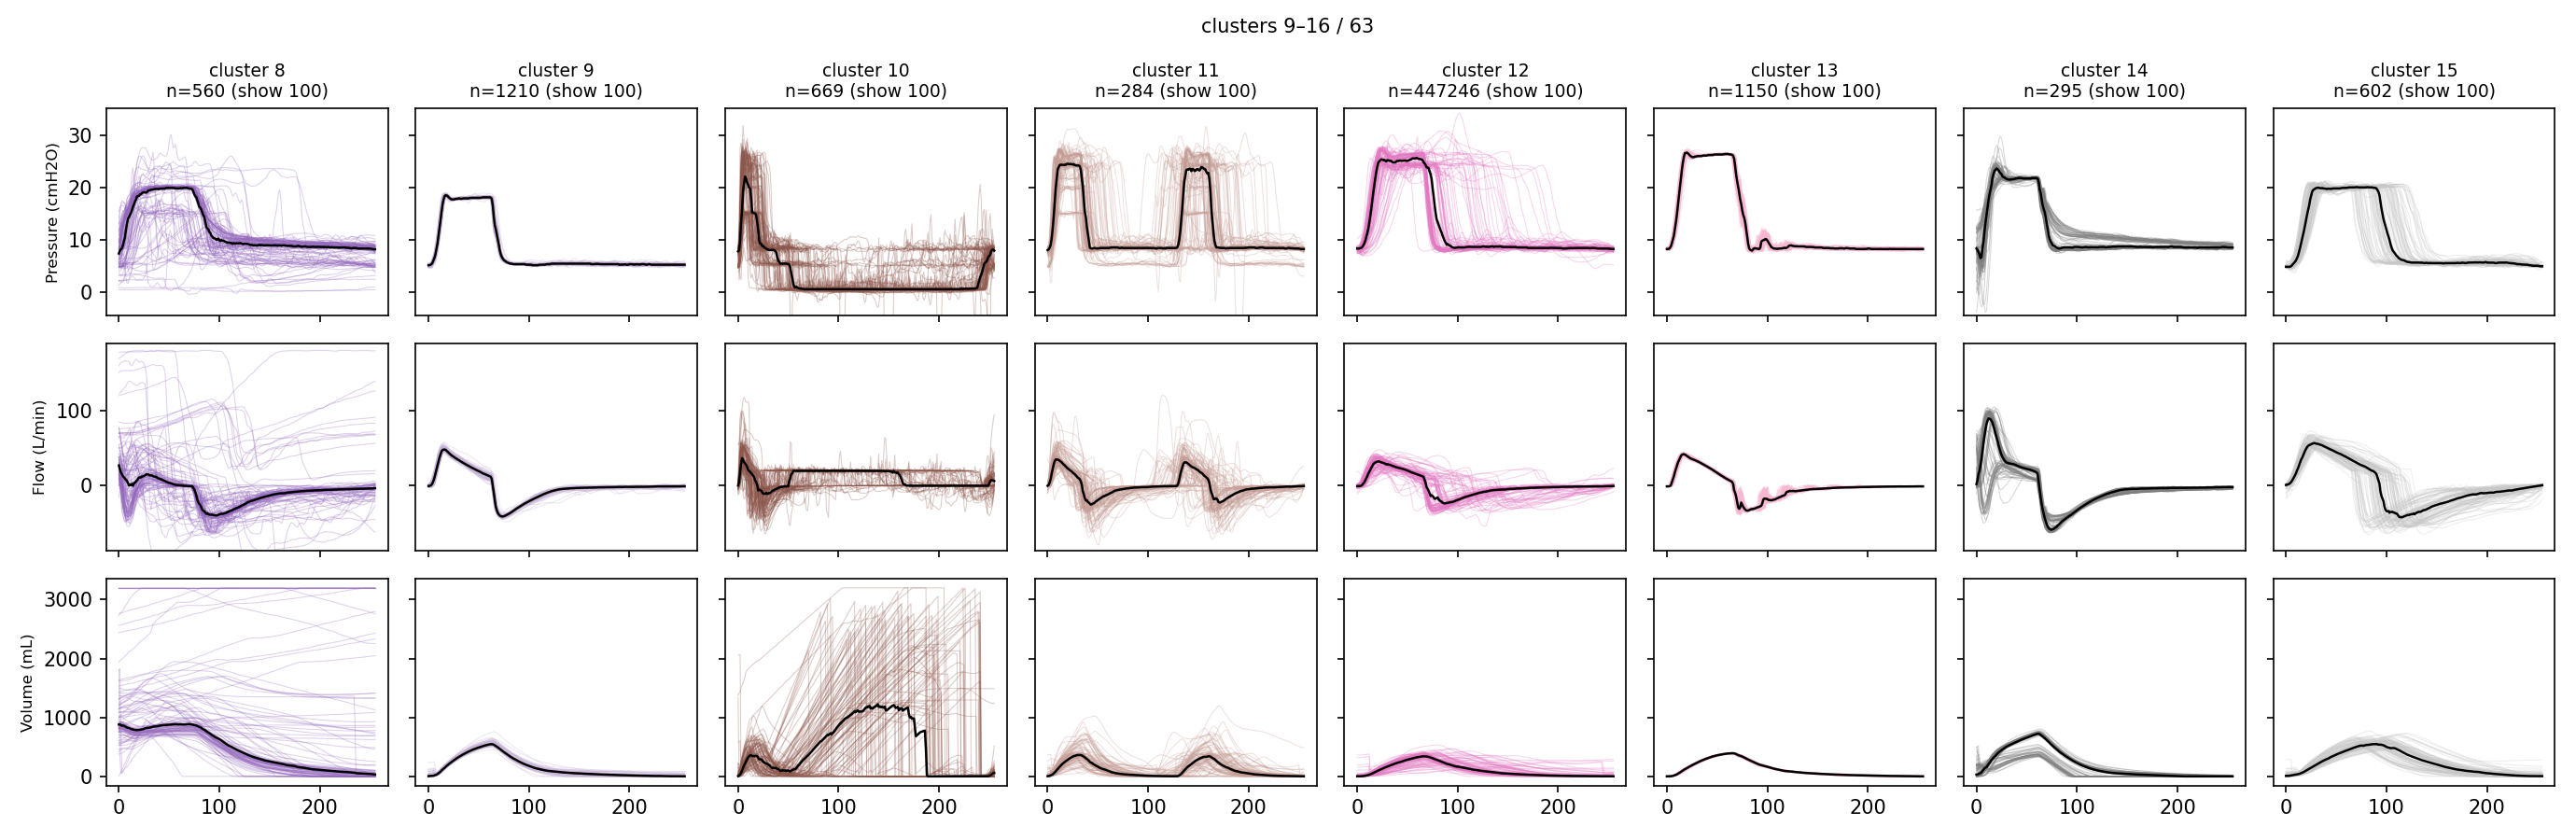 clusters 9–16 / 63
cluster 8
n=560 (show 100)
cluster 9
n=1210 (show 100)
cluster 10
n=669 (show 100)
cluster 11
n=284 (show 100)
cluster 12
n=447246 (show 100)
cluster 13
n=1150 (show 100)
cluster 14
n=295 (show 100)
cluster 15
n=602 (show 100)
Pressure (cmH2O)
30
20
10
0
Flow (L/min)
100
0
Volume (mL)
3000
2000
1000
0
0 100 200
0 100 200
0 100 200
0 100 200
0 100 200
0 100 200
0 100 200
0 100 200